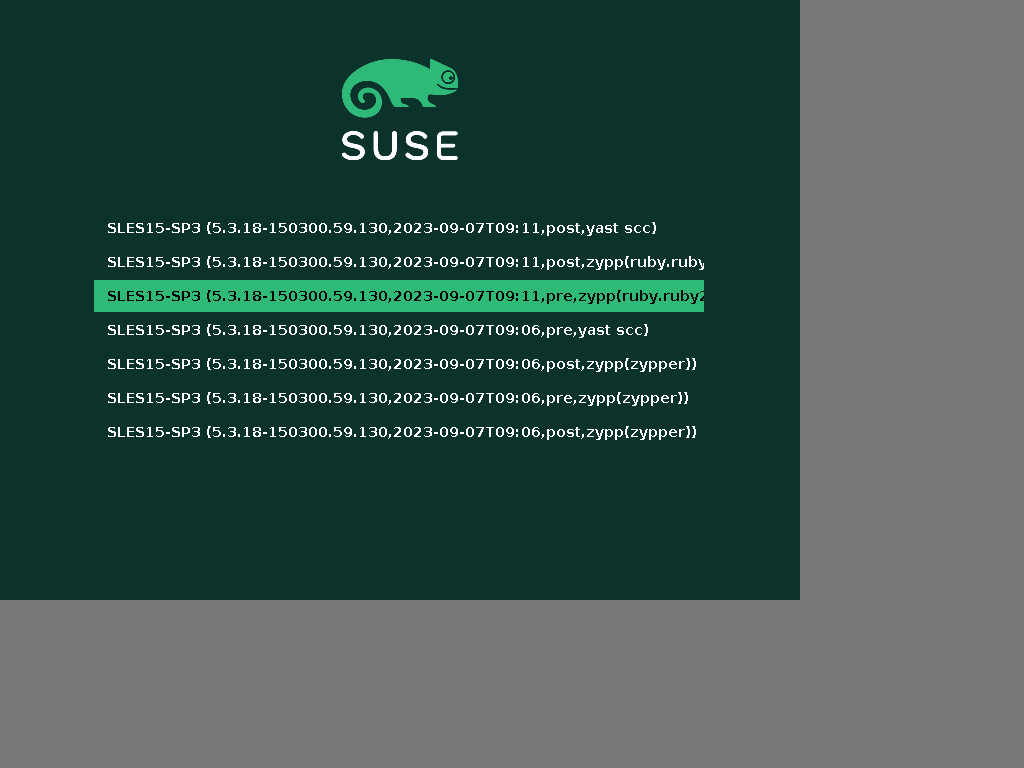 SUSE
SLES15-SP3 (5.3.18-150300.59.130,2023-09-07T09:11,post,yast scc)
SLES15-SP3 (5.3.18-150300.59.130,2023-09-07T09:11,post,zypp(ruby.ruby
SLES15-SP3 (5.3.18-150300.59.130,2023-09-07T09:11,pre,zypp(ruby.ruby2
SLES15-SP3 (5.3.18-150300.59.130,2023-09-07T09:06,pre,yast scc)
SLES15-SP3 (5.3.18-150300.59.130,2023-09-07T09:06,post,zypp(zypper))
SLES15-SP3 (5.3.18-150300.59.130,2023-09-07T09:06,pre,zypp(zypper))
SLES15-SP3 (5.3.18-150300.59.130,2023-09-07T09:06,post,zypp(zypper))